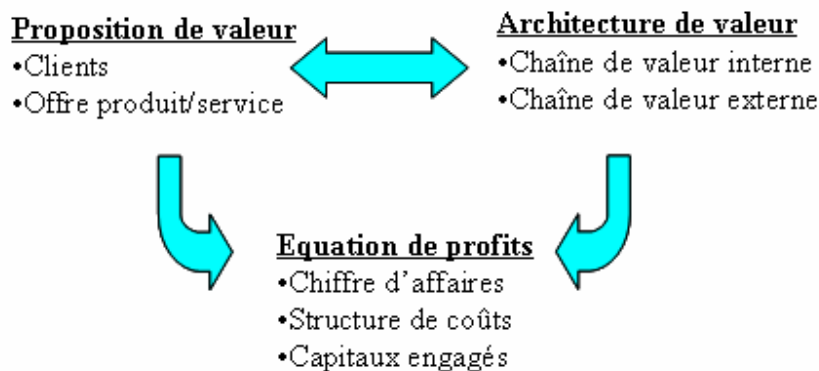 Proposition de valeur
•Clients
•Offre produit/service
Architecture de valeur
•Chaîne de valeur interne
•Chaîne de valeur externe
Equation de profits
•Chiffre d'affaires
•Structure de coûts
•Capitaux engagés